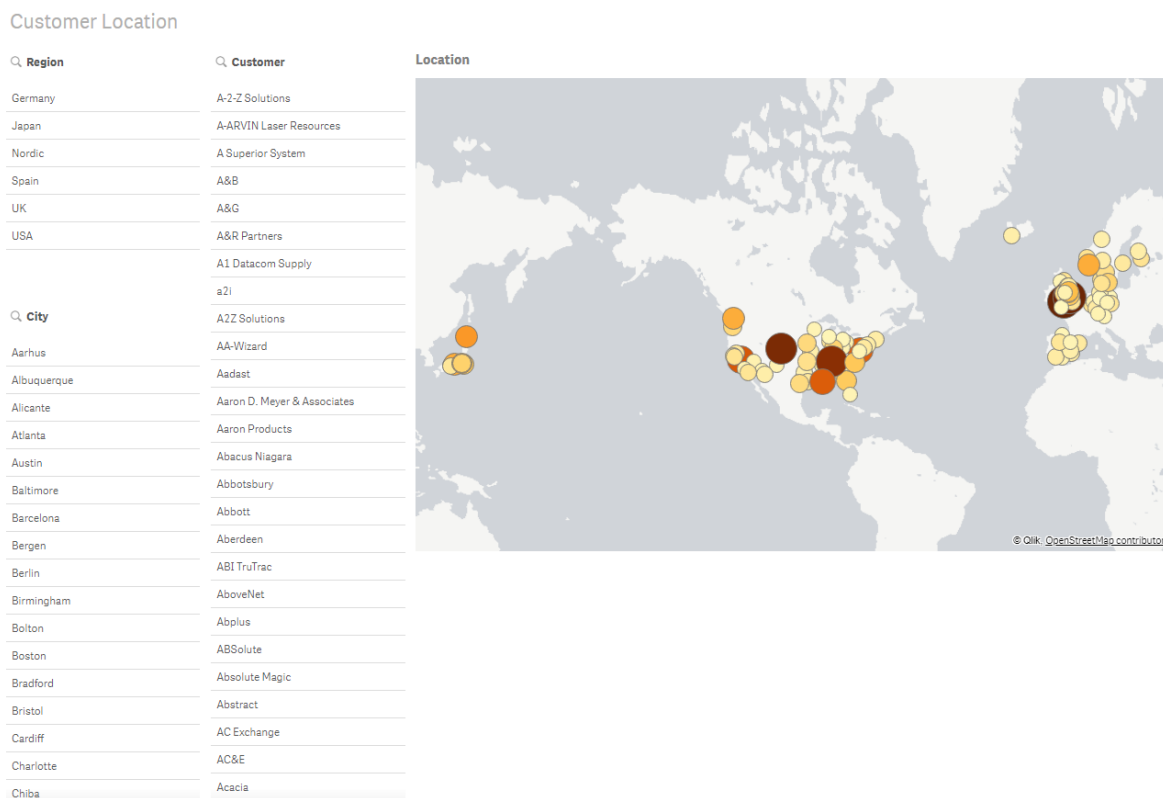 Customer Location
Region
Germany
Japan
Nordic
Spain
UK
USA
City
Aarhus
Albuquerque
Alicante
Atlanta
Austin
Baltimore
Barcelona
Bergen
Berlin
Birmingham
Bolton
Boston
Bradford
Bristol
Cardiff
Charlotte
Chiba
Customer
A-2-Z Solutions
A-ARVIN Laser Resources
A Superior System
A&B
A&G
A&R Partners
A1 Datacom Supply
a2i
A2Z Solutions
AA-Wizard
Aadast
Aaron D. Meyer & Associates
Aaron Products
Abacus Niagara
Abbotsbury
Abbott
Aberdeen
ABI TruTrac
AboveNet
Abplus
ABSolute
Absolute Magic
Abstract
AC Exchange
AC&E
Acacia
Location
© Qlik, OpenStreetMap contributor